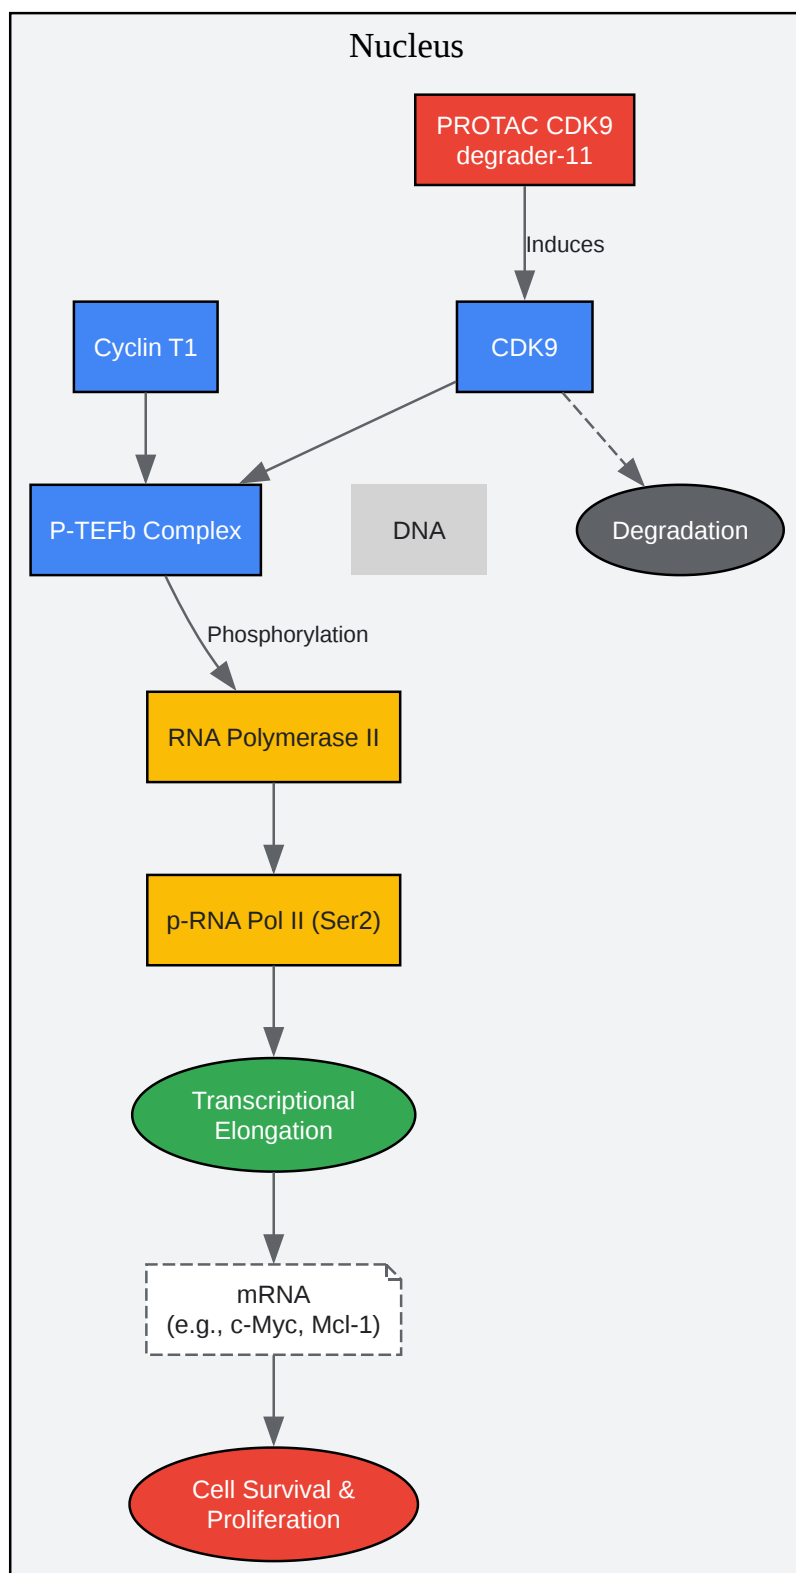 Nucleus
PROTAC CDK9
degrader-11
Induces
Cyclin T1
CDK9
P-TEFb Complex
DNA
Degradation
Phosphorylation
RNA Polymerase II
p-RNA Pol II (Ser2)
Transcriptional
Elongation
mRNA
(e.g., c-Myc, Mcl-1)
Cell Survival &
Proliferation